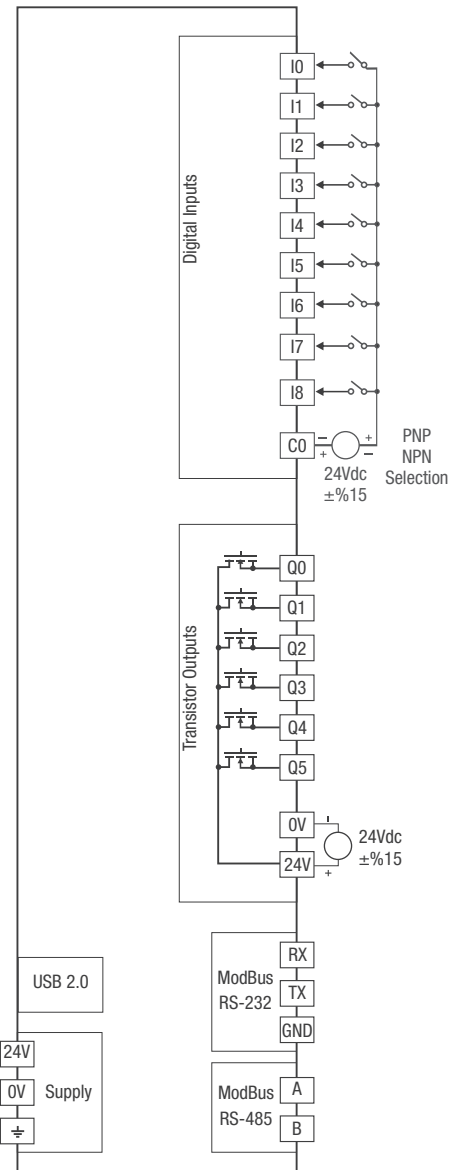 Digital Inputs
I0
I1
I2
I3
I4
I5
I6
I7
I8
C0
− +
+ −
24Vdc
±%15
PNP
NPN
Selection
Transistor Outputs
Q0
Q1
Q2
Q3
Q4
Q5
0V
-
24V
+
24Vdc
±%15
USB 2.0
24V
0V
Supply
ModBus
RS-232
RX
TX
GND
ModBus
RS-485
A
B